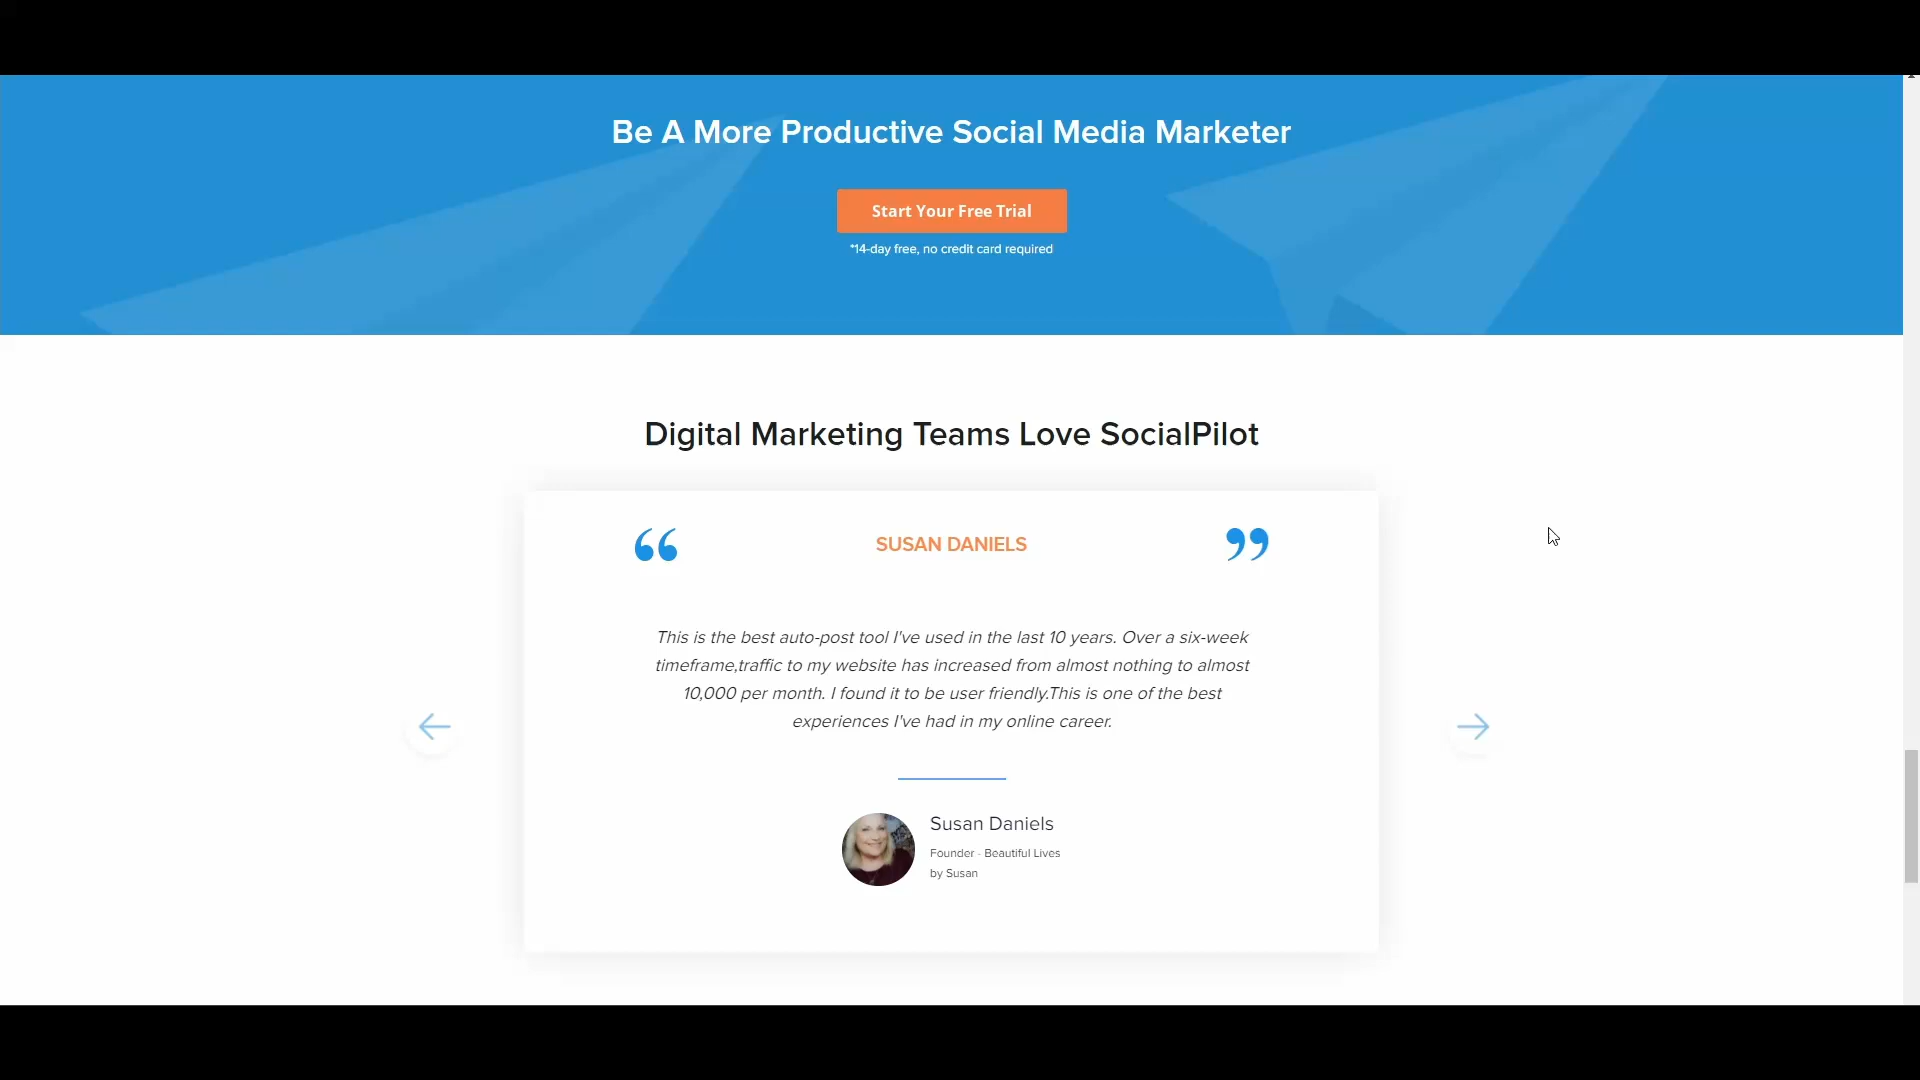 Be A More Productive Social Media Marketer
Start Your Free Trial
*14-day free, no credit card required
Digital Marketing Teams Love SocialPilot
“ SUSAN DANIELS ”
This is the best auto-post tool I've used in the last 10 years. Over a six-week
timeframe,traffic to my website has increased from almost nothing to almost
10,000 per month. I found it to be user friendly.This is one of the best
experiences I've had in my online career.
Susan Daniels
Founder - Beautiful Lives
by Susan